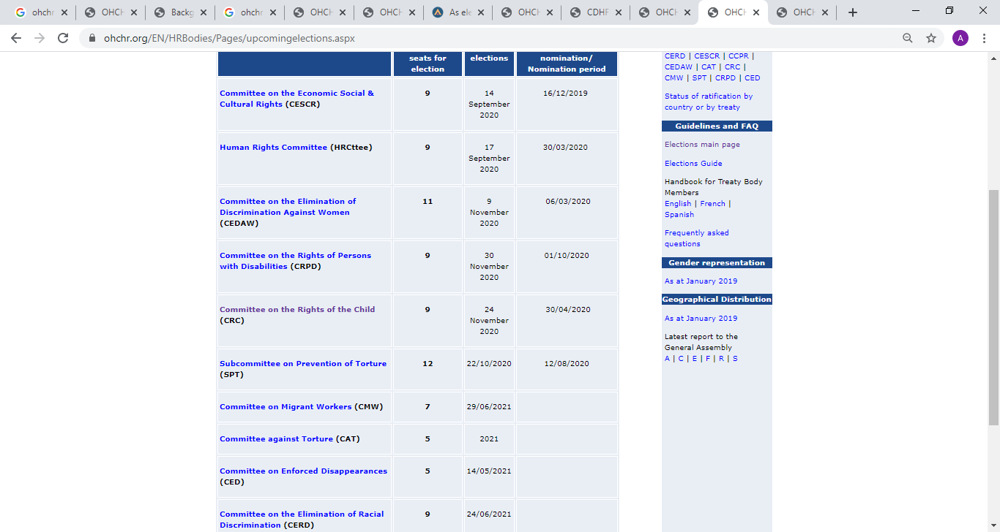 ohchr
OHCH
Backg
ohchr
OHCH
OHCH
As ele
OHCH
CDHF
OHCH
OHCH
OHCH
ohchr.org/EN/HRBodies/Pages/upcomingelections.aspx
A
seats for
election
elections
nomination/
Nomination period
Committee on the Economic Social &
Cultural Rights (CESCR)
9
14
September
2020
16/12/2019
Human Rights Committee (HRCttee)
9
17
September
2020
30/03/2020
Committee on the Elimination of
Discrimination Against Women
(CEDAW)
11
9
November
2020
06/03/2020
Committee on the Rights of Persons
with Disabilities (CRPD)
9
30
November
2020
01/10/2020
Committee on the Rights of the Child
(CRC)
9
24
November
2020
30/04/2020
Subcommittee on Prevention of Torture
(SPT)
12
22/10/2020
12/08/2020
Committee on Migrant Workers (CMW)
7
29/06/2021
Committee against Torture (CAT)
5
2021
Committee on Enforced Disappearances
(CED)
5
14/05/2021
Committee on the Elimination of Racial
Discrimination (CERD)
9
24/06/2021
CERD | CESCR | CCPR |
CEDAW | CAT | CRC |
CMW | SPT | CRPD | CED
Status of ratification by
country or by treaty
Guidelines and FAQ
Elections main page
Elections Guide
Handbook for Treaty Body
Members
English | French |
Spanish
Frequently asked
questions
Gender representation
As at January 2019
Geographical Distribution
As at January 2019
Latest report to the
General Assembly
A | C | E | F | R | S